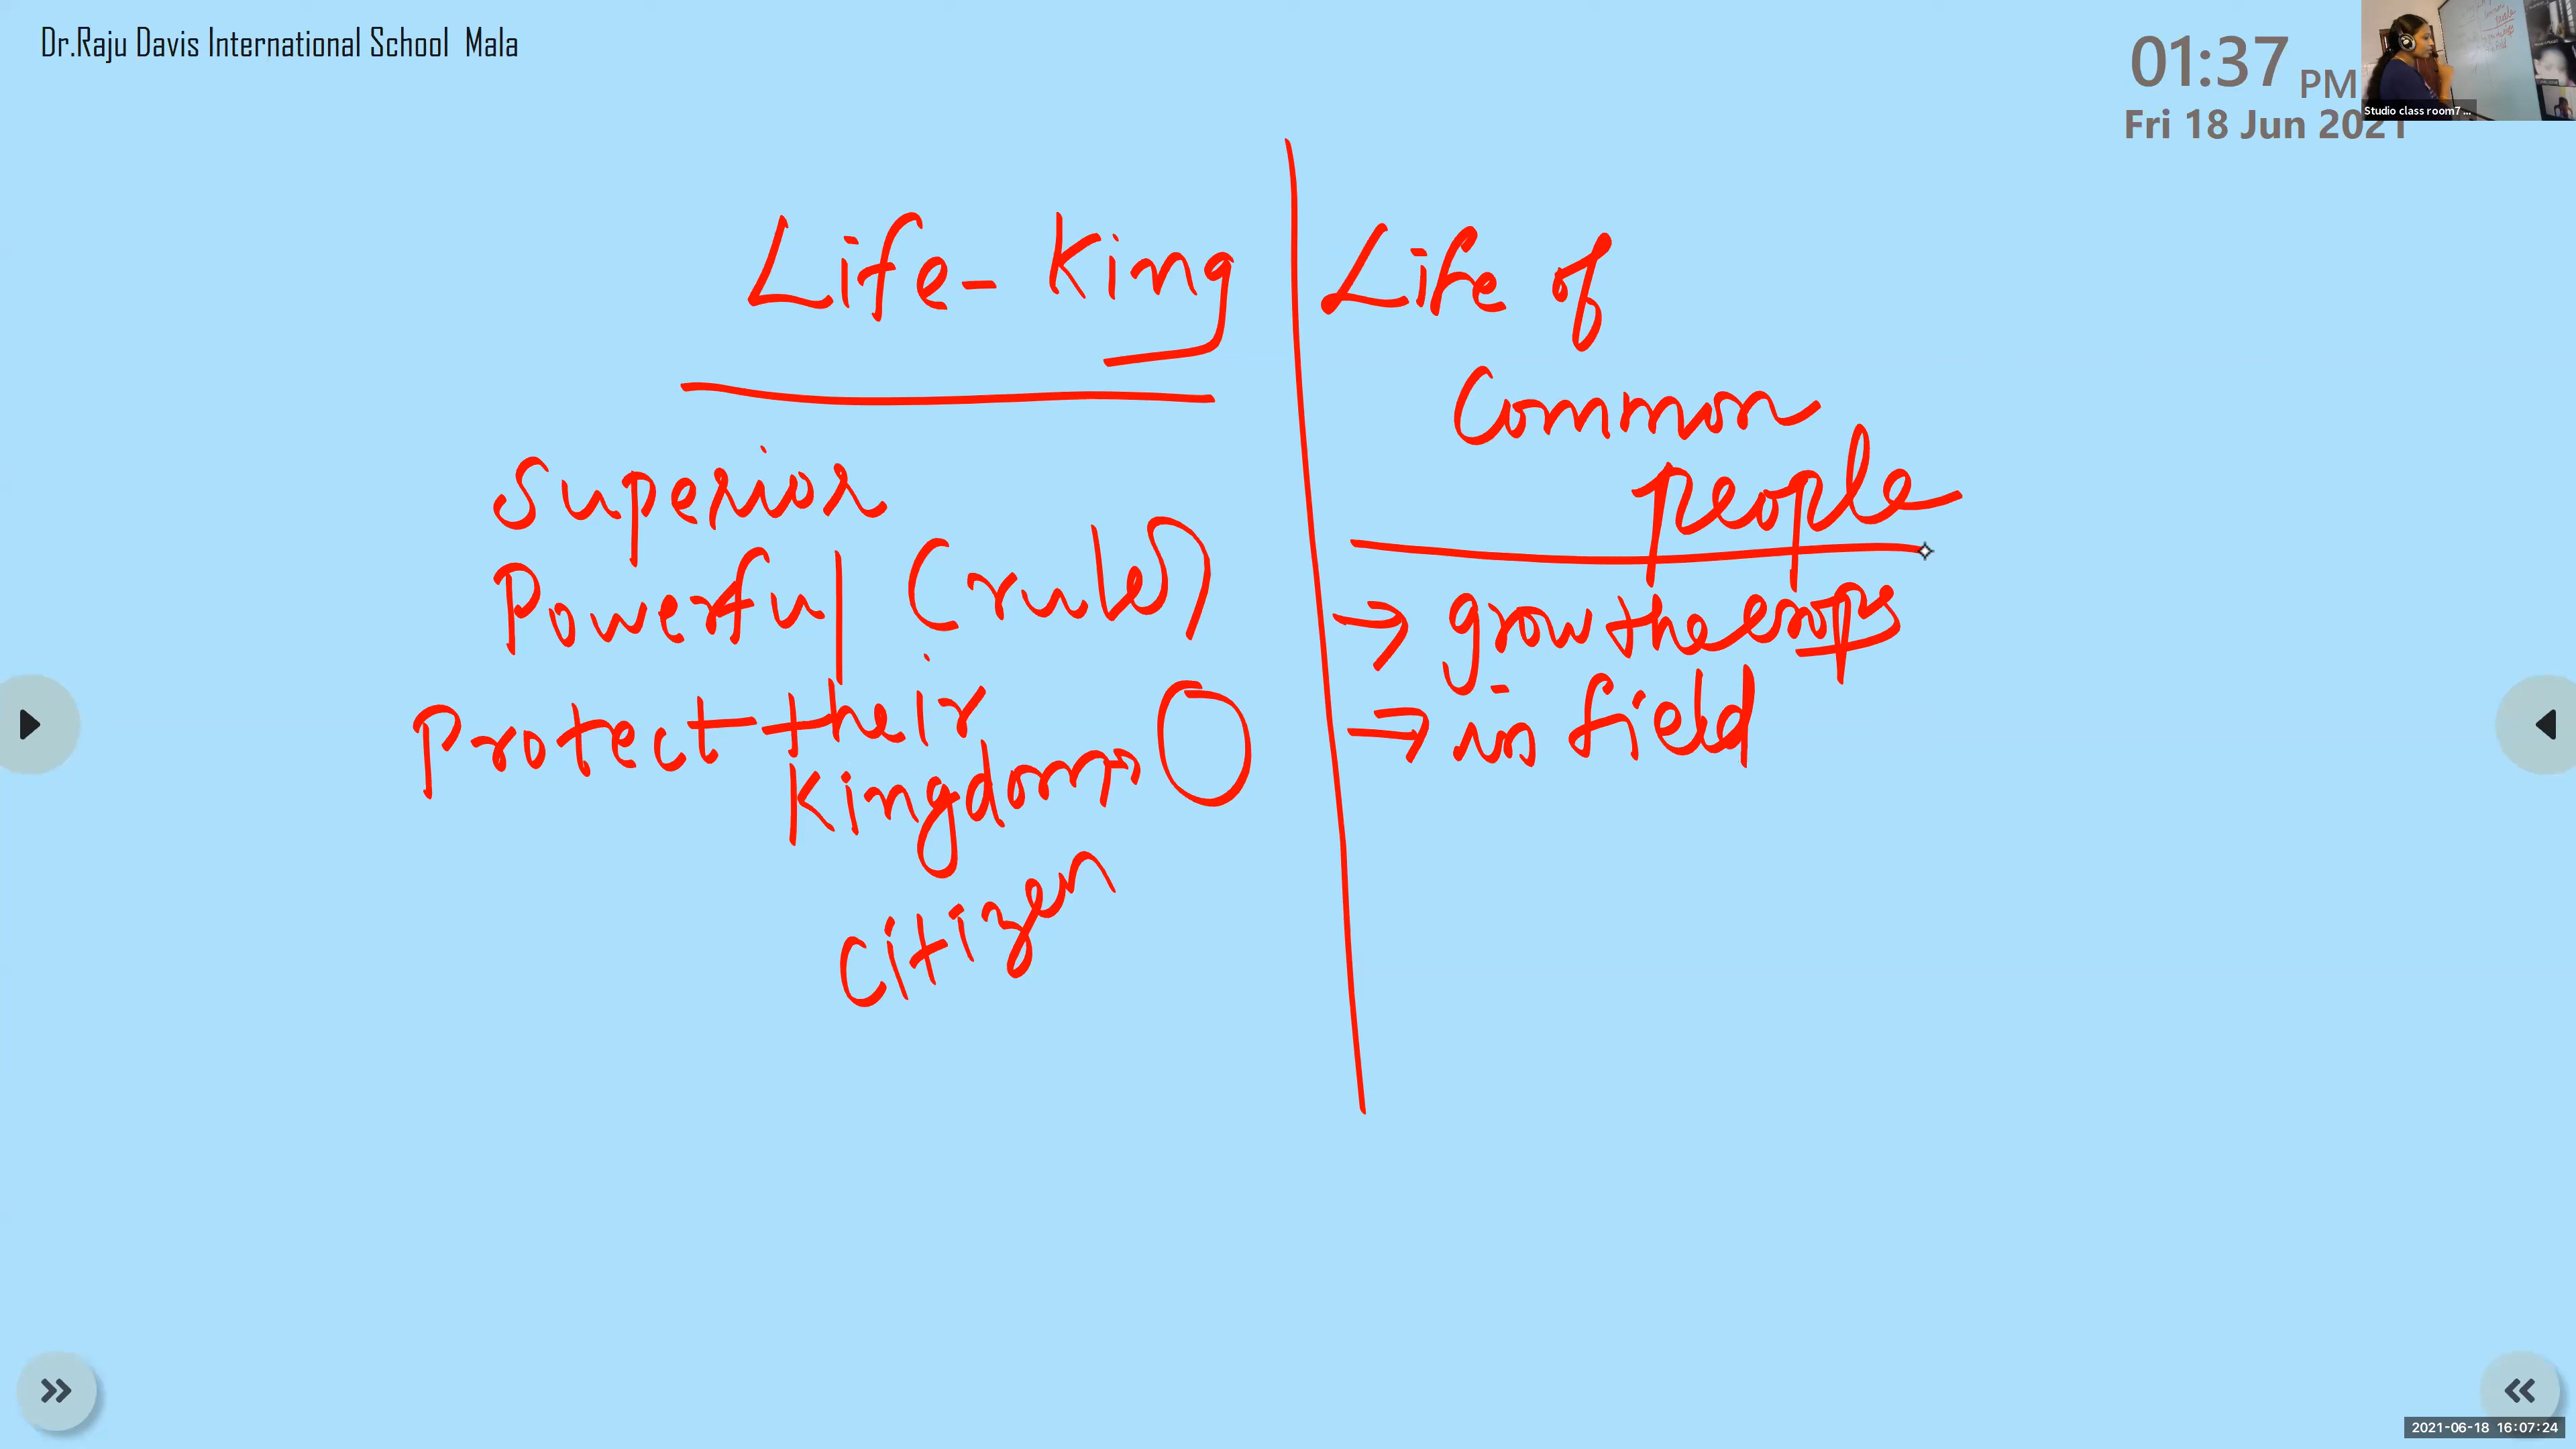 Dr.Raju Davis International School Mala
01:37 PM
Fri 18 Jun 2021
Studio class room7 ...
Life - King
Superior
Powerful (rule)
Protect their
Kingdom →
Citizen
Life of
Common
people
→ grow the crops
→ in field
2021-06-18 16:07:24